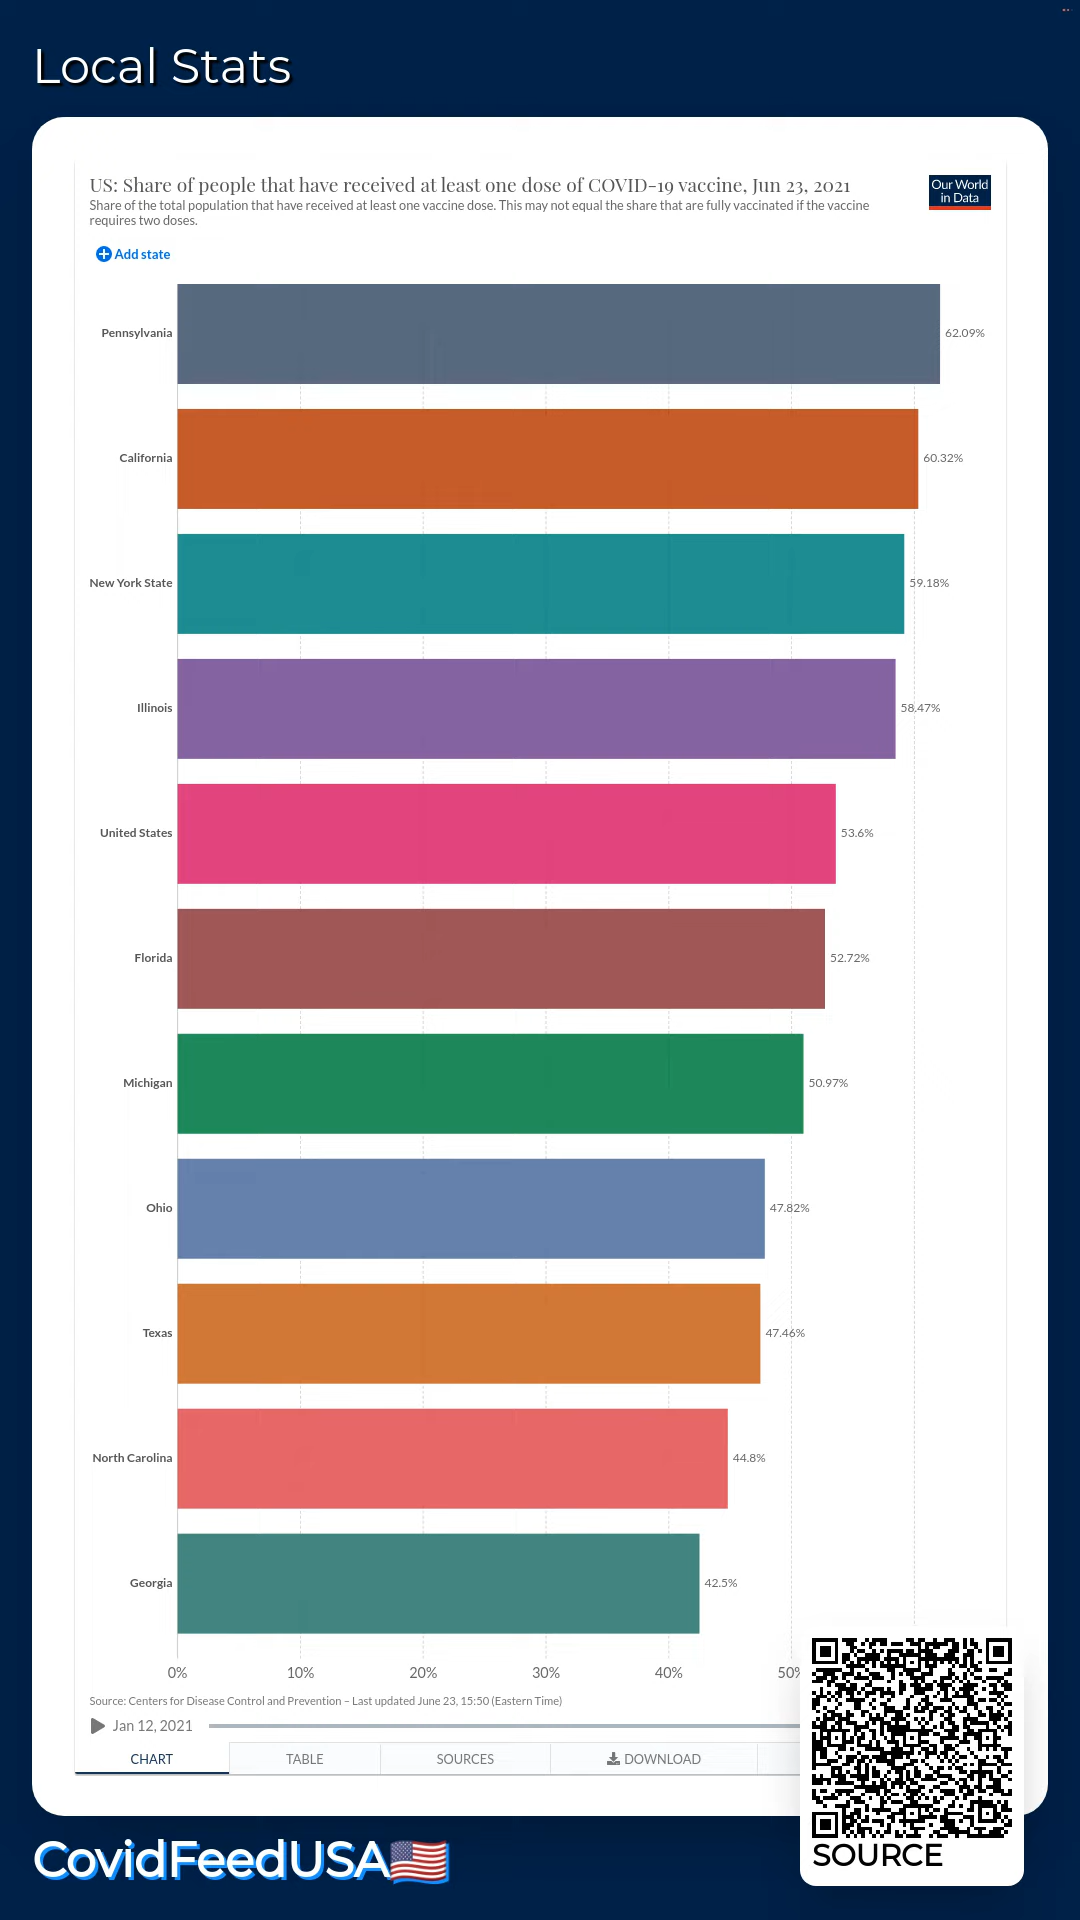 Local Stats
US: Share of people that have received at least one dose of COVID-19 vaccine, Jun 23, 2021
Our World
in Data
Share of the total population that have received at least one vaccine dose. This may not equal the share that are fully vaccinated if the vaccine
requires two doses.
Add state
Pennsylvania 62.09%
California 60.32%
New York State 59.18%
Illinois 58.47%
United States 53.6%
Florida 52.72%
Michigan 50.97%
Ohio 47.82%
Texas 47.46%
North Carolina 44.8%
Georgia 42.5%
0% 10% 20% 30% 40% 50%
Source: Centers for Disease Control and Prevention – Last updated June 23, 15:50 (Eastern Time)
Jan 12, 2021
CHART TABLE SOURCES DOWNLOAD
CovidFeedUSA
SOURCE